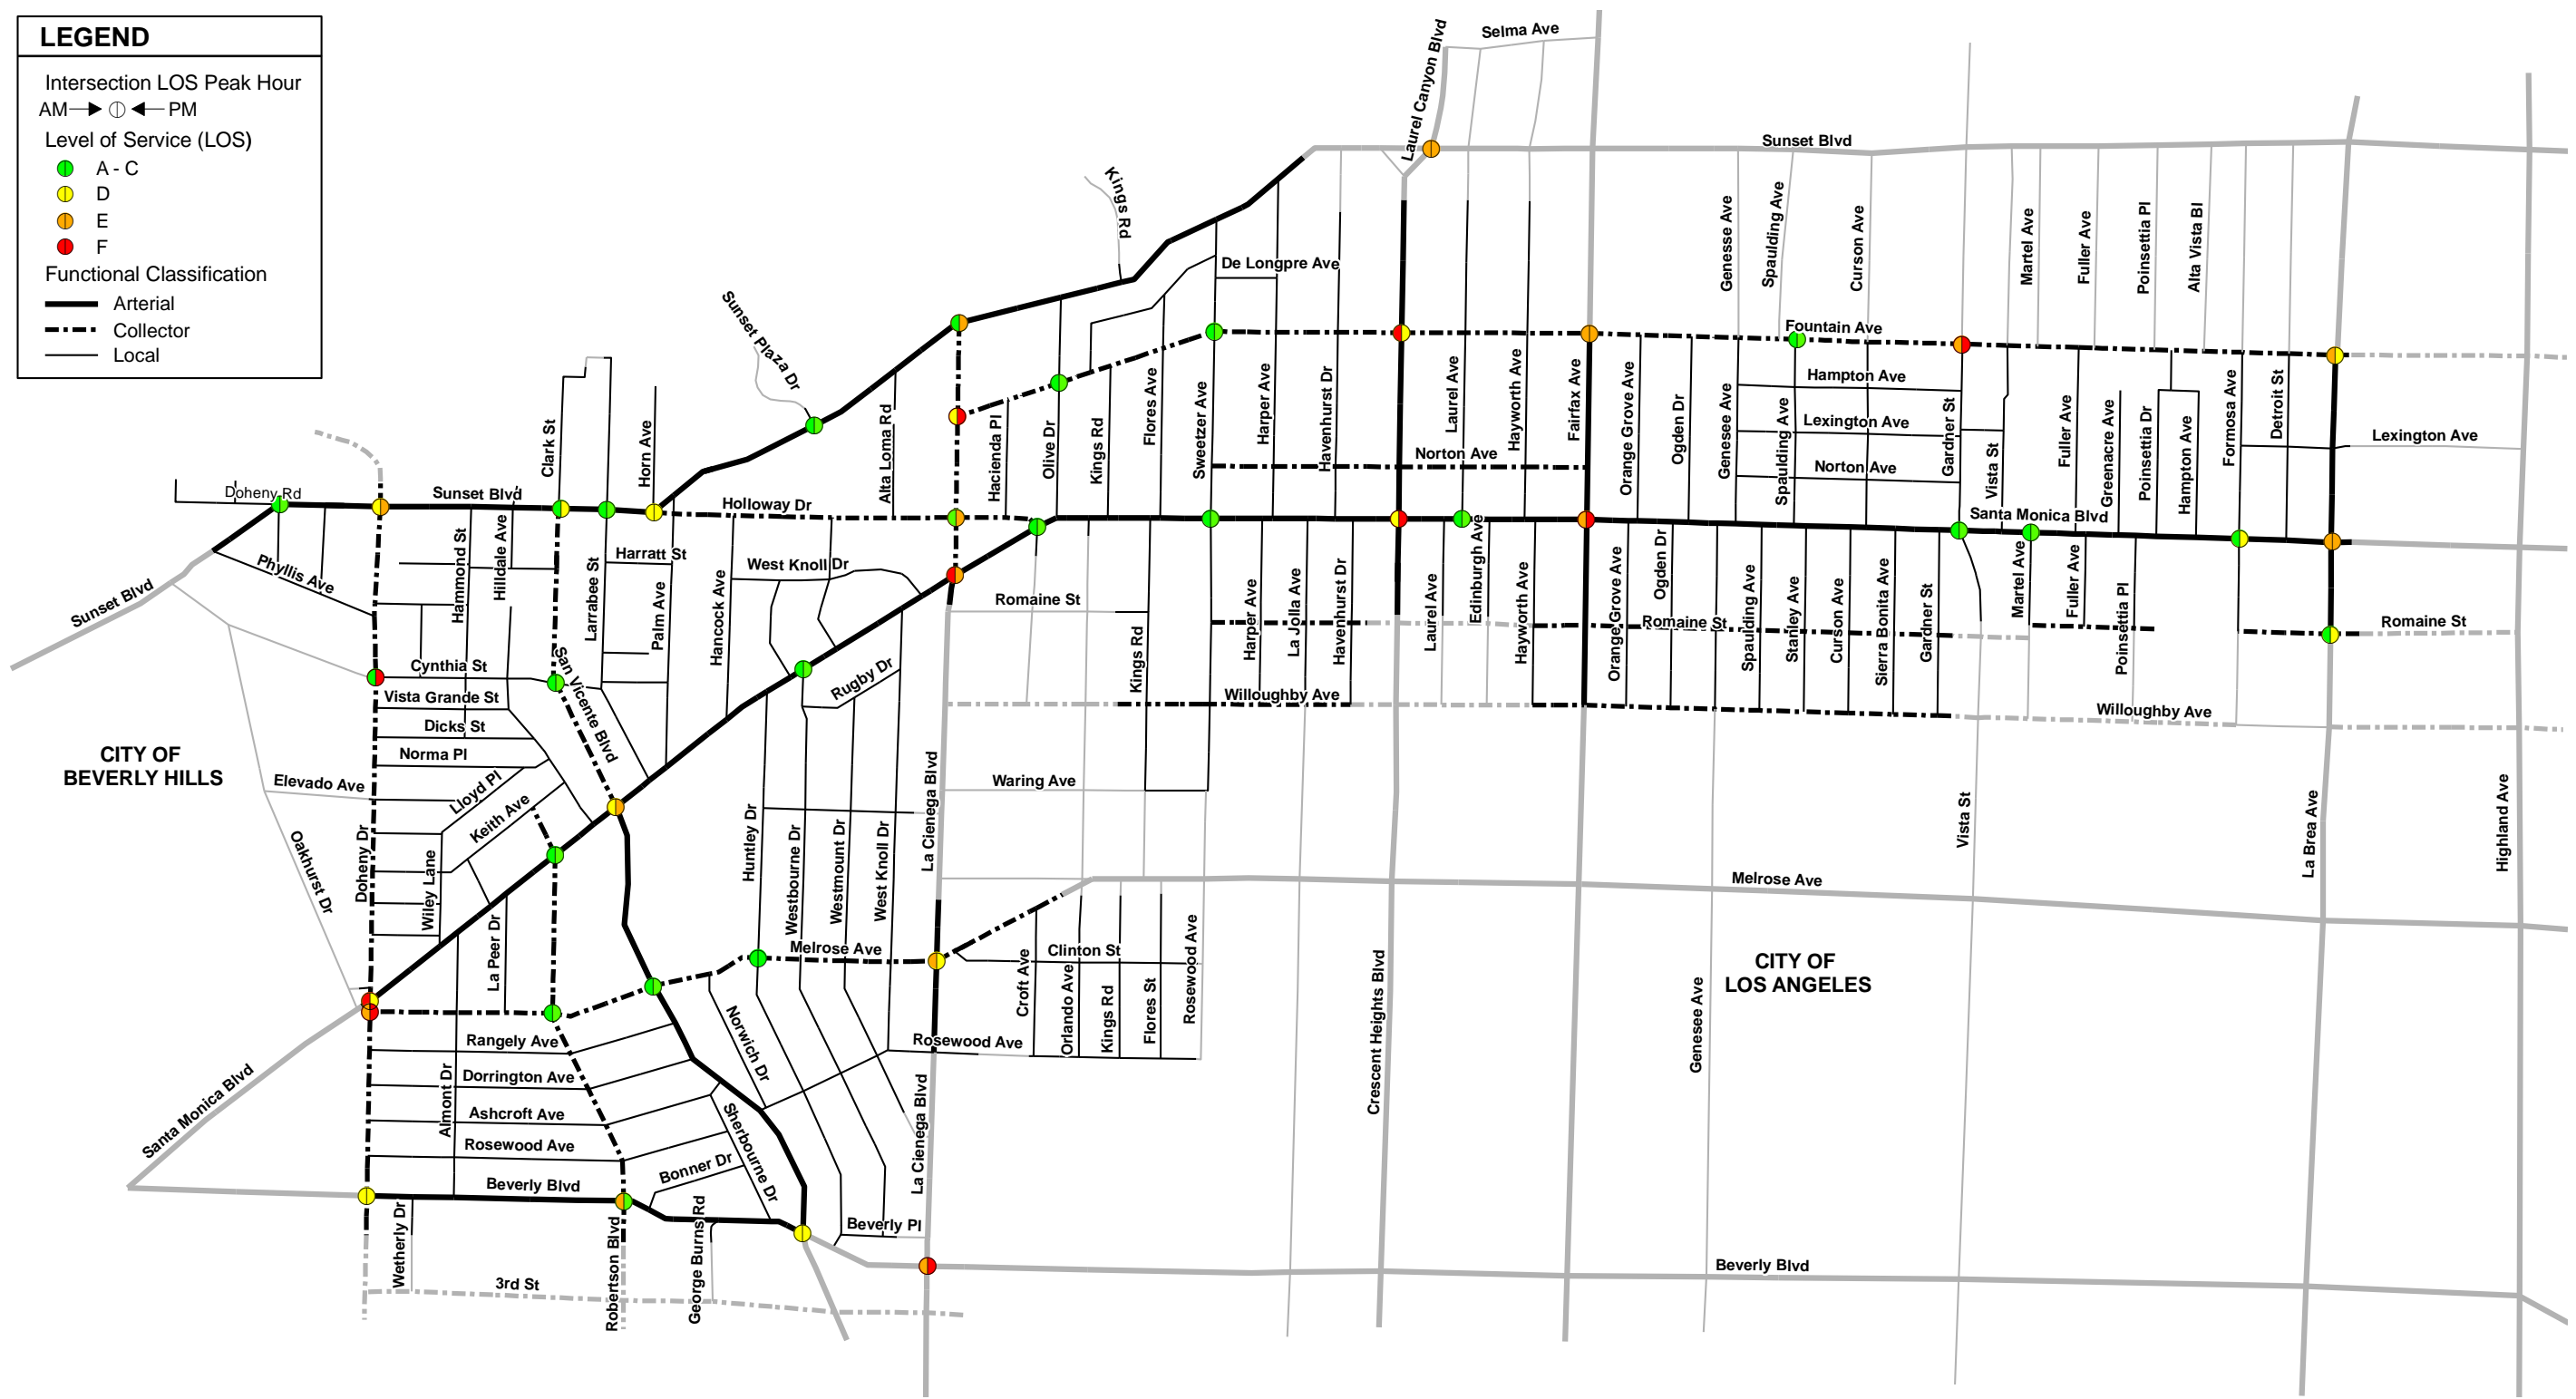 LEGEND
Intersection LOS Peak Hour
AM PM
Level of Service (LOS)
A - C
D
E
F
Functional Classification
Arterial
Collector
Local
Selma Ave
Laurel Canyon Blvd
Sunset Blvd
Kings Rd
De Longpre Ave
Genesse Ave
Spaulding Ave
Curson Ave
Martel Ave
Fuller Ave
Poinsettia Pl
Alta Vista Bl
Sunset Plaza Dr
Fountain Ave
Hampton Ave
Lexington Ave
Norton Ave
Norton Ave
Lexington Ave
Clark St
Horn Ave
Alta Loma Rd
Hacienda Pl
Olive Dr
Kings Rd
Flores Ave
Sweetzer Ave
Harper Ave
Havenhurst Dr
Laurel Ave
Hayworth Ave
Fairfax Ave
Orange Grove Ave
Ogden Dr
Genesee Ave
Spaulding Ave
Gardner St
Vista St
Fuller Ave
Greenacre Ave
Poinsettia Dr
Hampton Ave
Formosa Ave
Detroit St
Doheny Rd
Sunset Blvd
Holloway Dr
Santa Monica Blvd
Sunset Blvd
Phyllis Ave
Hammond St
Hilldale Ave
Larrabee St
Harratt St
Palm Ave
Hancock Ave
West Knoll Dr
Romaine St
Kings Rd
Harper Ave
La Jolla Ave
Havenhurst Dr
Laurel Ave
Edinburgh Ave
Hayworth Ave
Orange Grove Ave
Ogden Dr
Romaine St
Spaulding Ave
Stanley Ave
Curson Ave
Sierra Bonita Ave
Gardner St
Martel Ave
Fuller Ave
Poinsettia Pl
Romaine St
Cynthia St
Vista Grande St
Dicks St
Norma Pl
San Vicente Blvd
Rugby Dr
Willoughby Ave
Willoughby Ave
CITY OF
BEVERLY HILLS
Elevado Ave
Lloyd Pl
Keith Ave
Oakhurst Dr
Doheny Dr
Wiley Lane
La Peer Dr
Huntley Dr
Westbourne Dr
Westmount Dr
West Knoll Dr
La Cienega Blvd
Waring Ave
Vista St
La Brea Ave
Highland Ave
Melrose Ave
Melrose Ave
Clinton St
Croft Ave
Orlando Ave
Kings Rd
Flores St
Rosewood Ave
Crescent Heights Blvd
Genesee Ave
CITY OF
LOS ANGELES
Rangely Ave
Dorrington Ave
Ashcroft Ave
Rosewood Ave
Almont Dr
Norwich Dr
Sherbourne Dr
Rosewood Ave
La Cienega Blvd
Santa Monica Blvd
Bonner Dr
Beverly Blvd
Beverly Pl
Wetherly Dr
Robertson Blvd
George Burns Rd
3rd St
Beverly Blvd